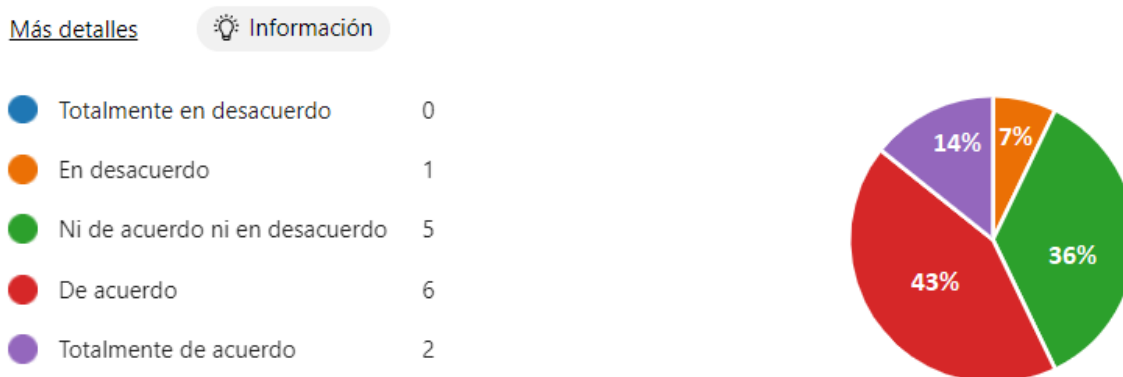 Más detalles
Información
Totalmente en desacuerdo 0
En desacuerdo 1
Ni de acuerdo ni en desacuerdo 5
De acuerdo 6
Totalmente de acuerdo 2
14% 7%
36%
43%